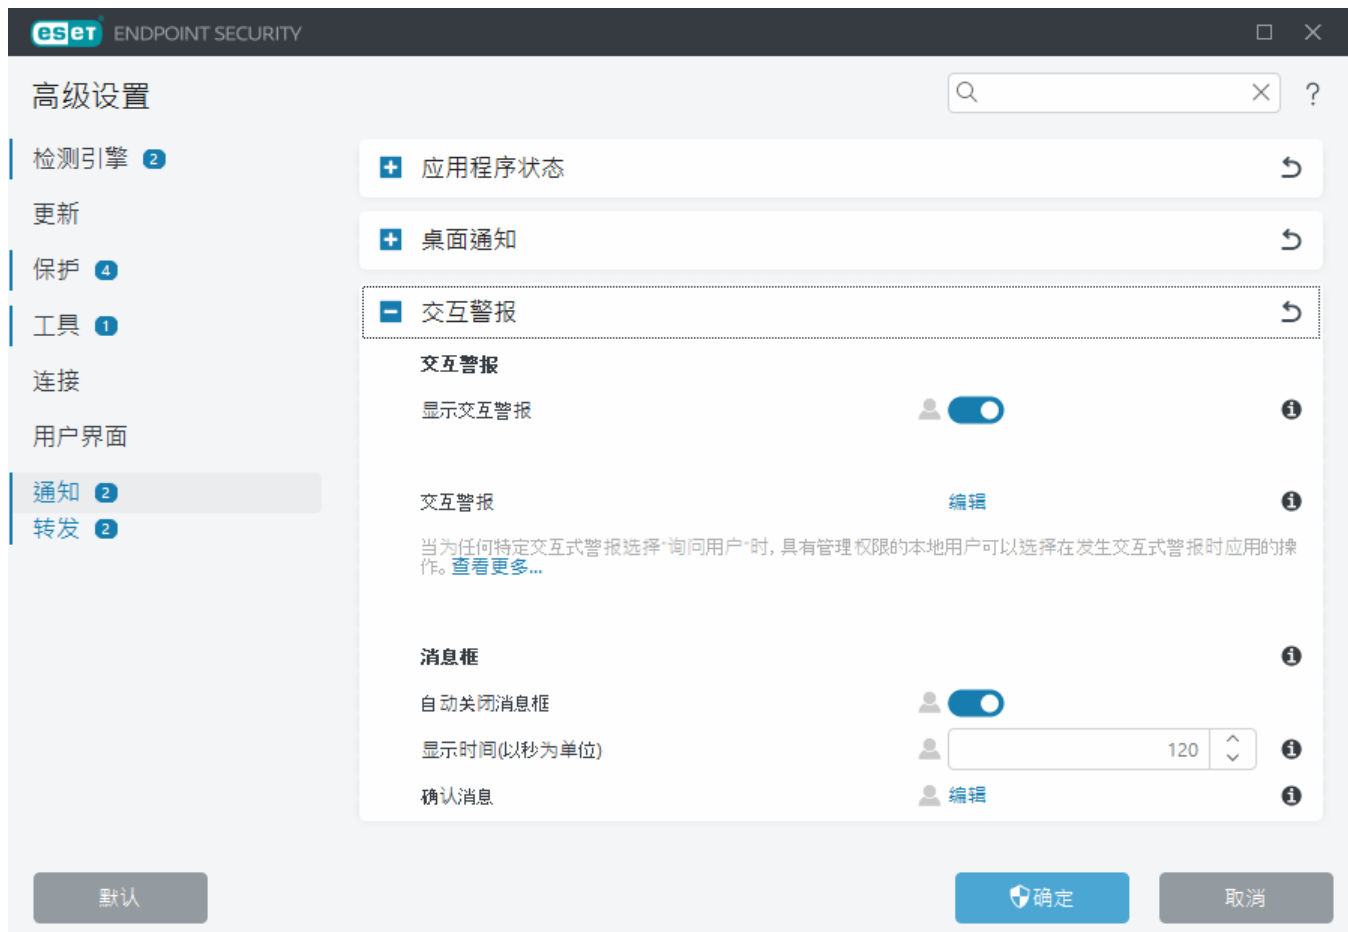 eset ENDPOINT SECURITY
高级设置
?
检测引擎 2
更新
保护 4
工具 1
连接
用户界面
通知 2
转发 2
应用程序状态
桌面通知
交互警报
交互警报
显示交互警报
交互警报 编辑
当为任何特定交互式警报选择"询问用户"时, 具有管理权限的本地用户可以选择在发生交互式警报时应用的操
作。查看更多...
消息框
自动关闭消息框
显示时间(以秒为单位) 120
确认消息 编辑
默认 确定 取消